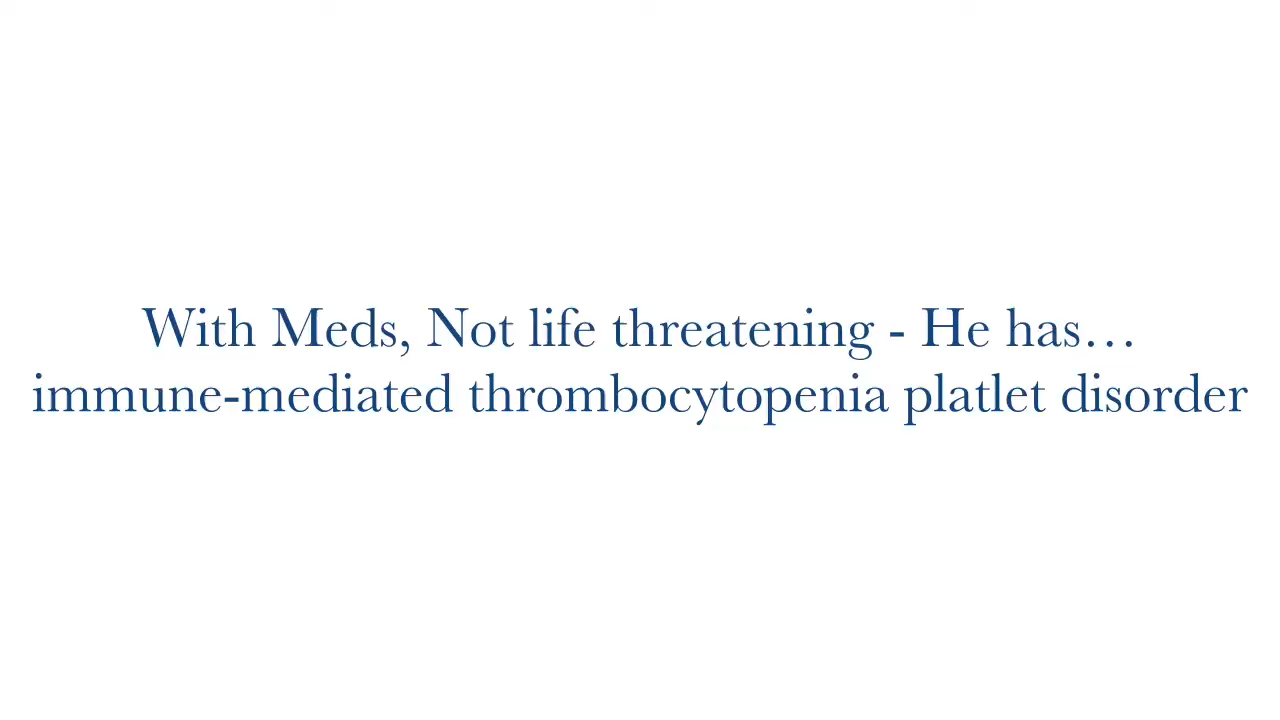 With Meds, Not life threatening - He has…
immune-mediated thrombocytopenia platlet disorder